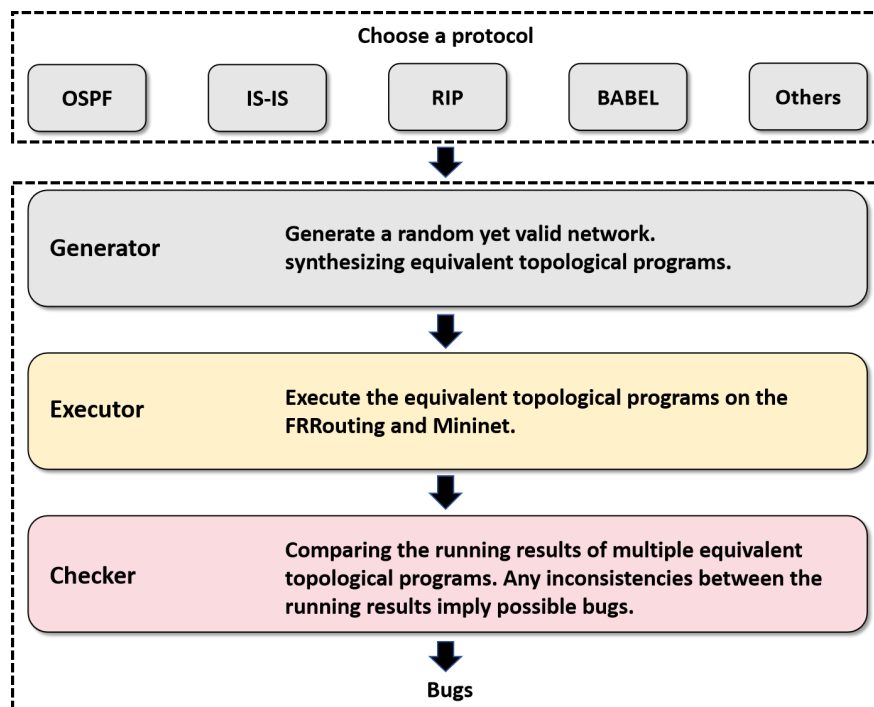 Choose a protocol
OSPF
IS-IS
RIP
BABEL
Others
Generator
Generate a random yet valid network.
synthesizing equivalent topological programs.
Executor
Execute the equivalent topological programs on the
FRRouting and Mininet.
Checker
Comparing the running results of multiple equivalent
topological programs. Any inconsistencies between the
running results imply possible bugs.
Bugs